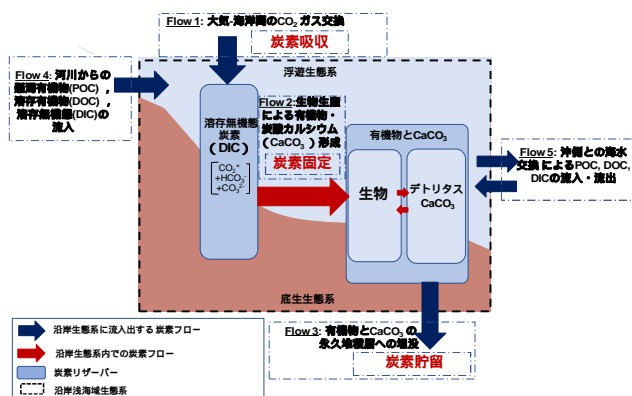 Flow 1: 大気-海洋間のCO2 ガス交換
炭素吸収
Flow 4: 河川からの
懸濁有機物(POC) ,
溶存有機物(DOC) ,
溶存無機態(DIC)の
流入
浮遊生態系
溶存無機態
炭素
(DIC)
CO2*
+HCO3-
+CO32-
Flow 2:生物生産
による有機物・
炭酸カルシウム
(CaCO3 ) 形成
炭素固定
有機物とCaCO3
生物
デトリタス
CaCO3
Flow 5: 沖側との海水
交換 によるPOC, DOC,
DICの流入・流出
底生生態系
Flow 3: 有機物とCaCO3 の
永久堆積層への埋没
炭素貯留
沿岸生態系に流入出する 炭素フロー
沿岸生態系内での炭素フロー
炭素リザーバー
沿岸浅海域生態系